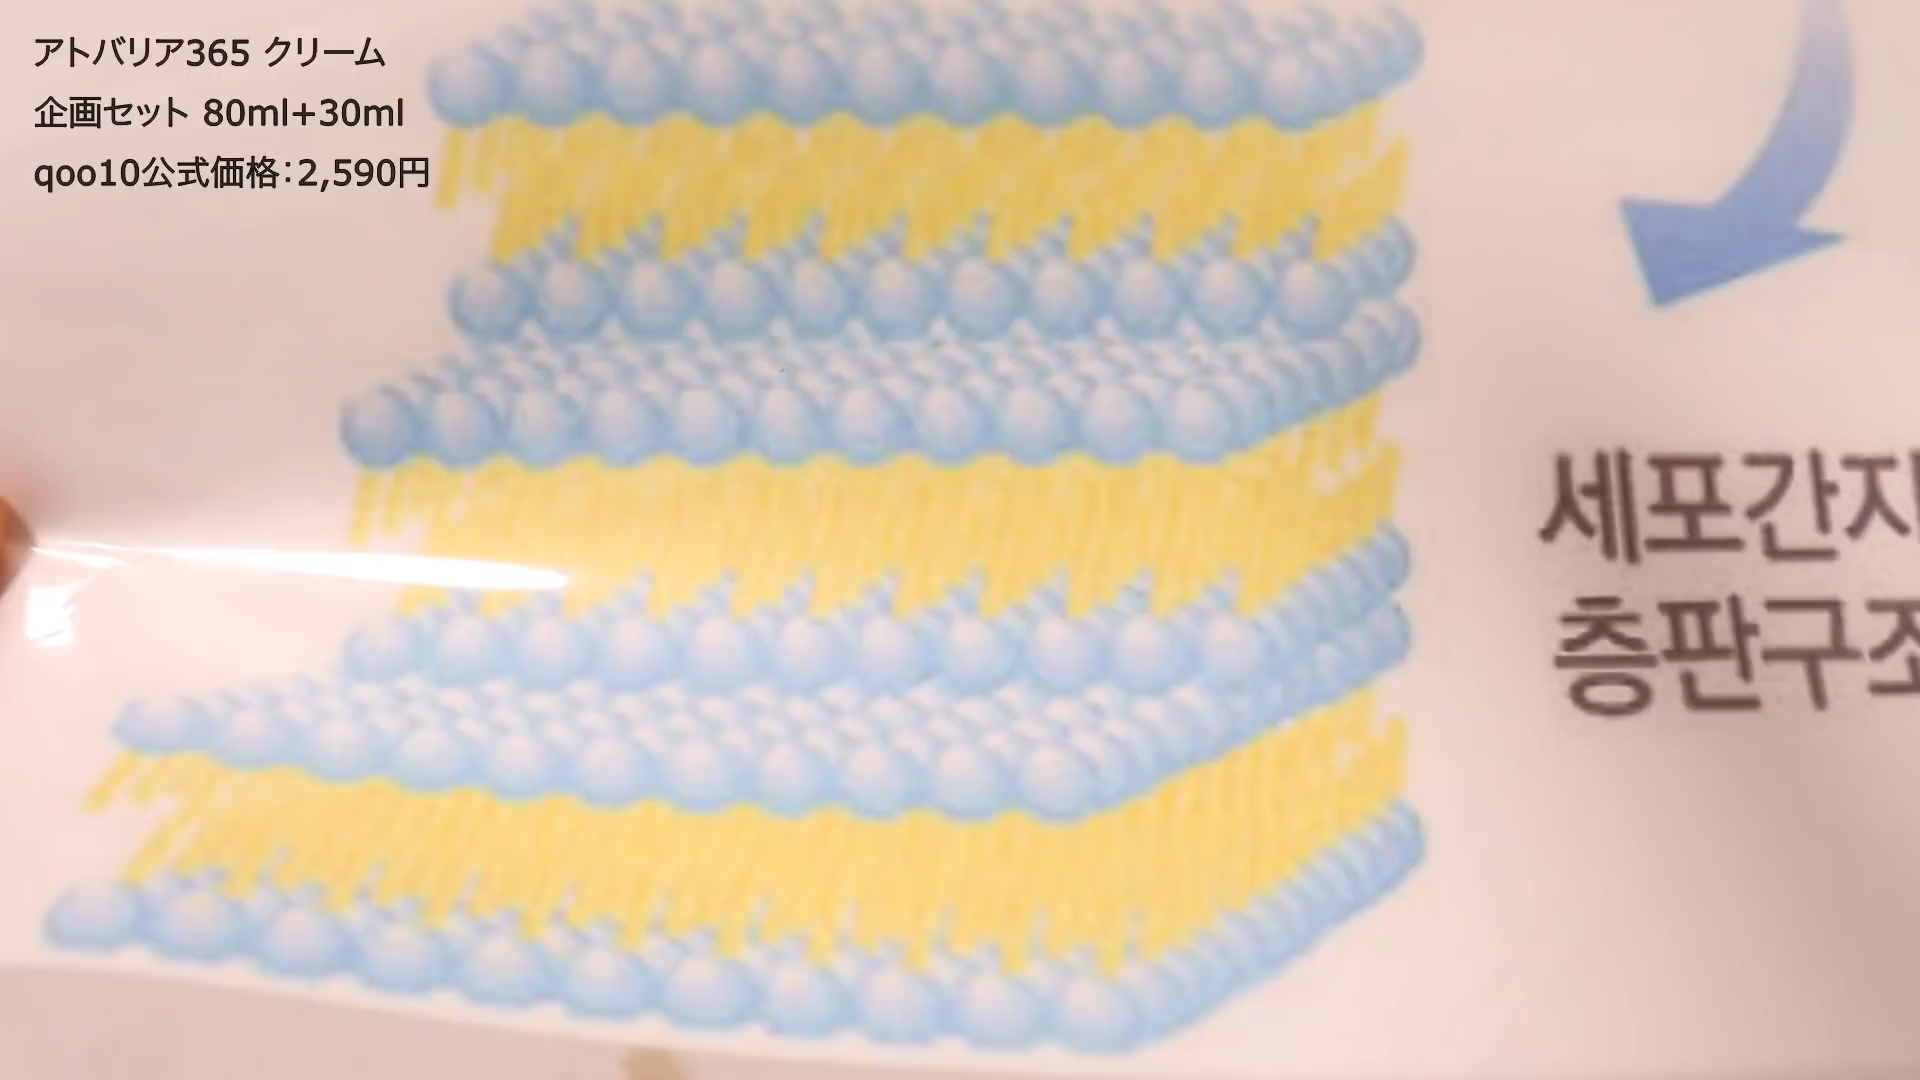 アトバリア365 クリーム
企画セット 80ml+30ml
qoo10公式価格：2,590円
세포간
층판구조